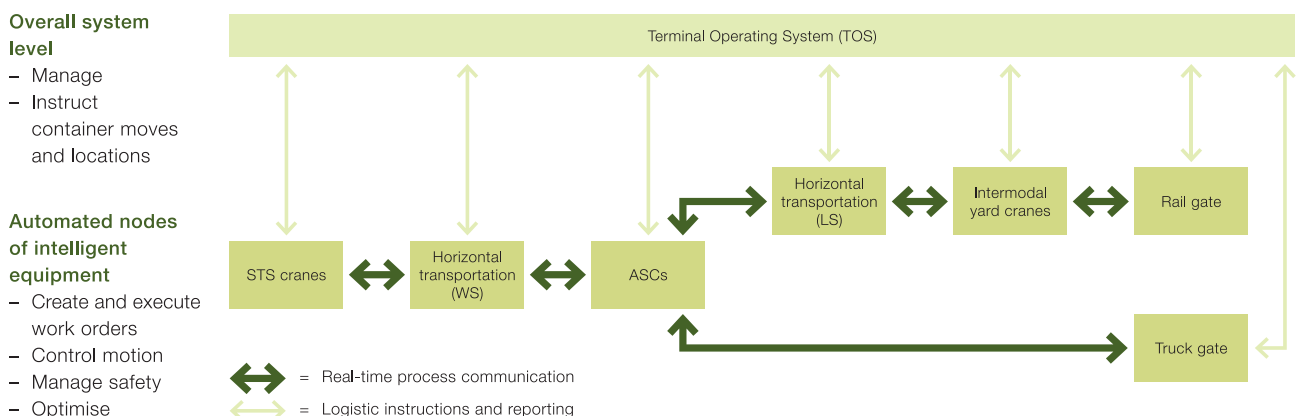 Overall system
level
– Manage
– Instruct
container moves
and locations
Automated nodes
of intelligent
equipment
– Create and execute
work orders
– Control motion
– Manage safety
– Optimise
Terminal Operating System (TOS)
Horizontal
transportation
(LS)
Intermodal
yard cranes
Rail gate
STS cranes
Horizontal
transportation
(WS)
ASCs
Truck gate
= Real-time process communication
= Logistic instructions and reporting